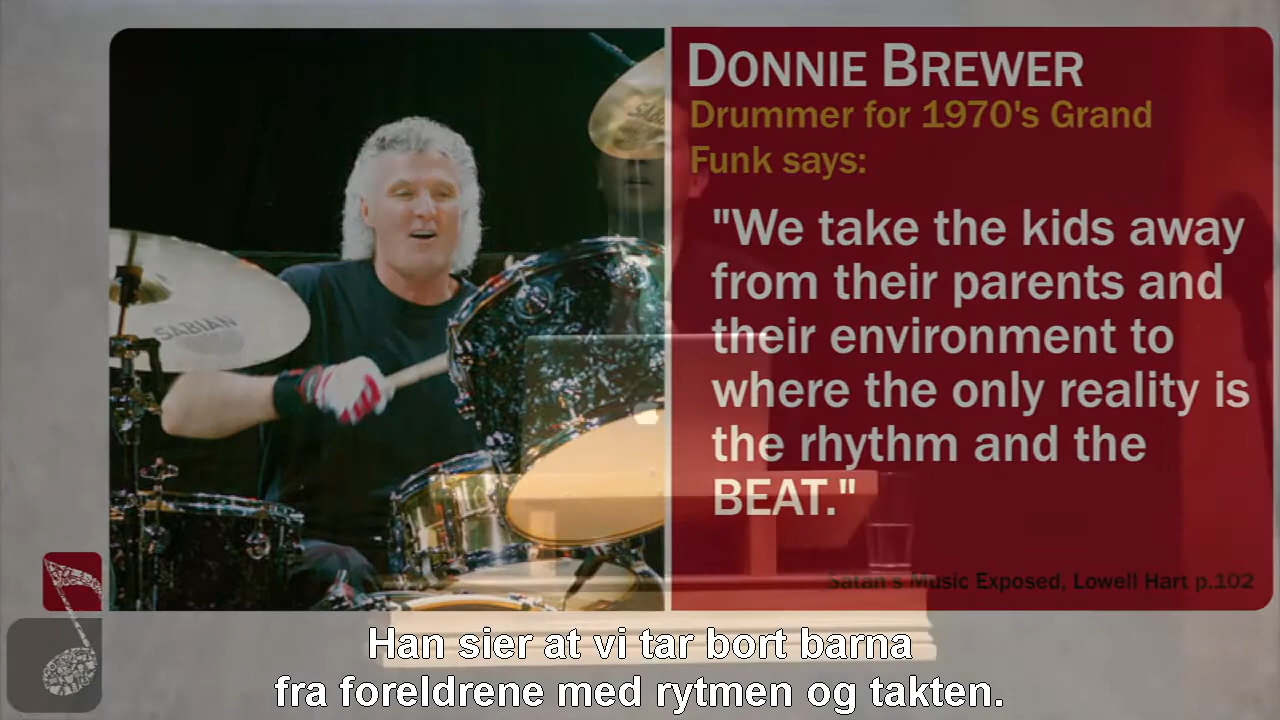 DONNIE BREWER
Drummer for 1970's Grand
Funk says:
"We take the kids away
from their parents and
their environment to
where the only reality is
the rhythm and the
BEAT."
Satan's Music Exposed, Lowell Hart p.102
SABIAN
Han sier at vi tar bort barna
fra foreldrene med rytmen og takten.